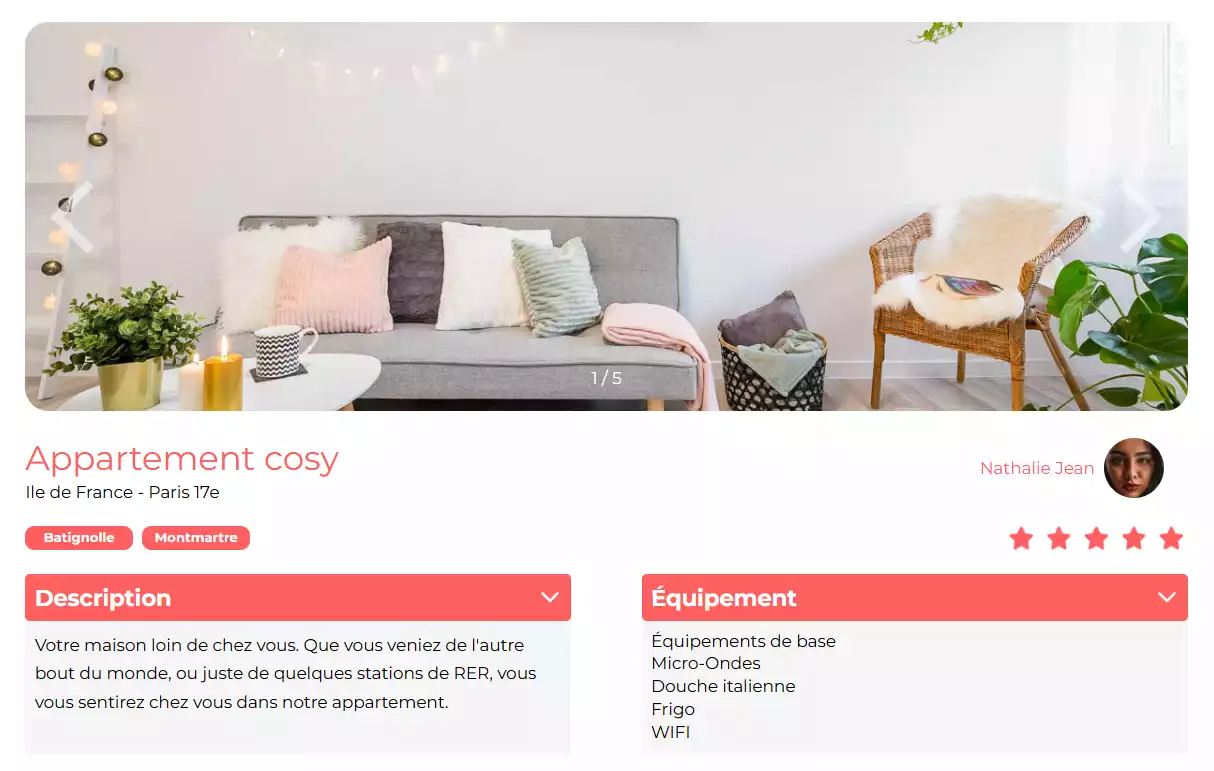 1 / 5
Appartement cosy
Ile de France - Paris 17e
Nathalie Jean
Batignolle
Montmartre
Description
Votre maison loin de chez vous. Que vous veniez de l'autre
bout du monde, ou juste de quelques stations de RER, vous
vous sentirez chez vous dans notre appartement.
Équipement
Équipements de base
Micro-Ondes
Douche italienne
Frigo
WIFI